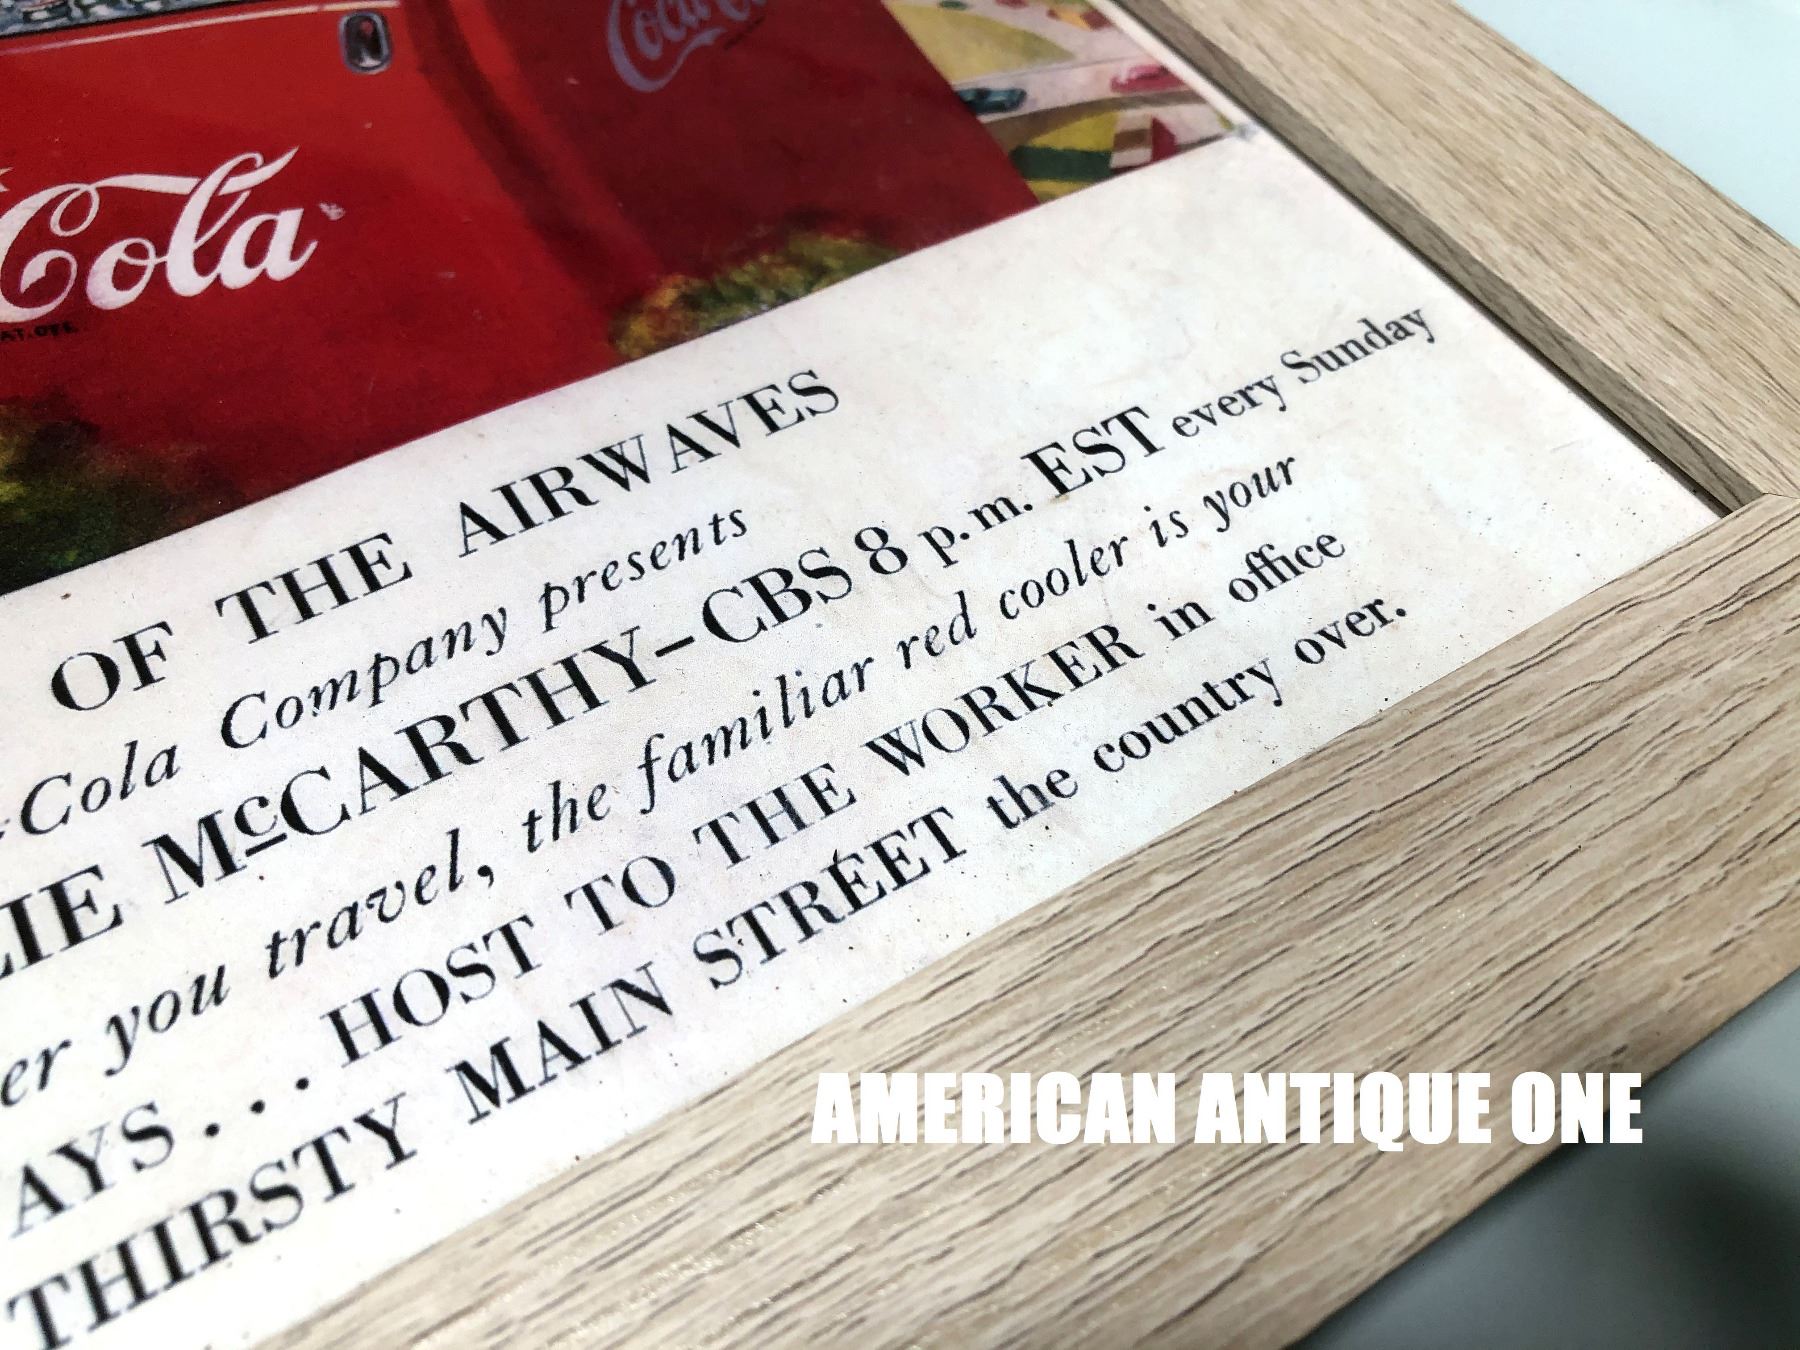 Coca-Cola
Cola
PAT. OFF.
OF THE AIRWAVES
Cola Company presents
LIE McCARTHY–CBS 8 p.m. EST every Sunday
er you travel, the familiar red cooler is your
AYS . . . HOST TO THE WORKER in office
THIRSTY MAIN STREET the country over.
AMERICAN ANTIQUE ONE